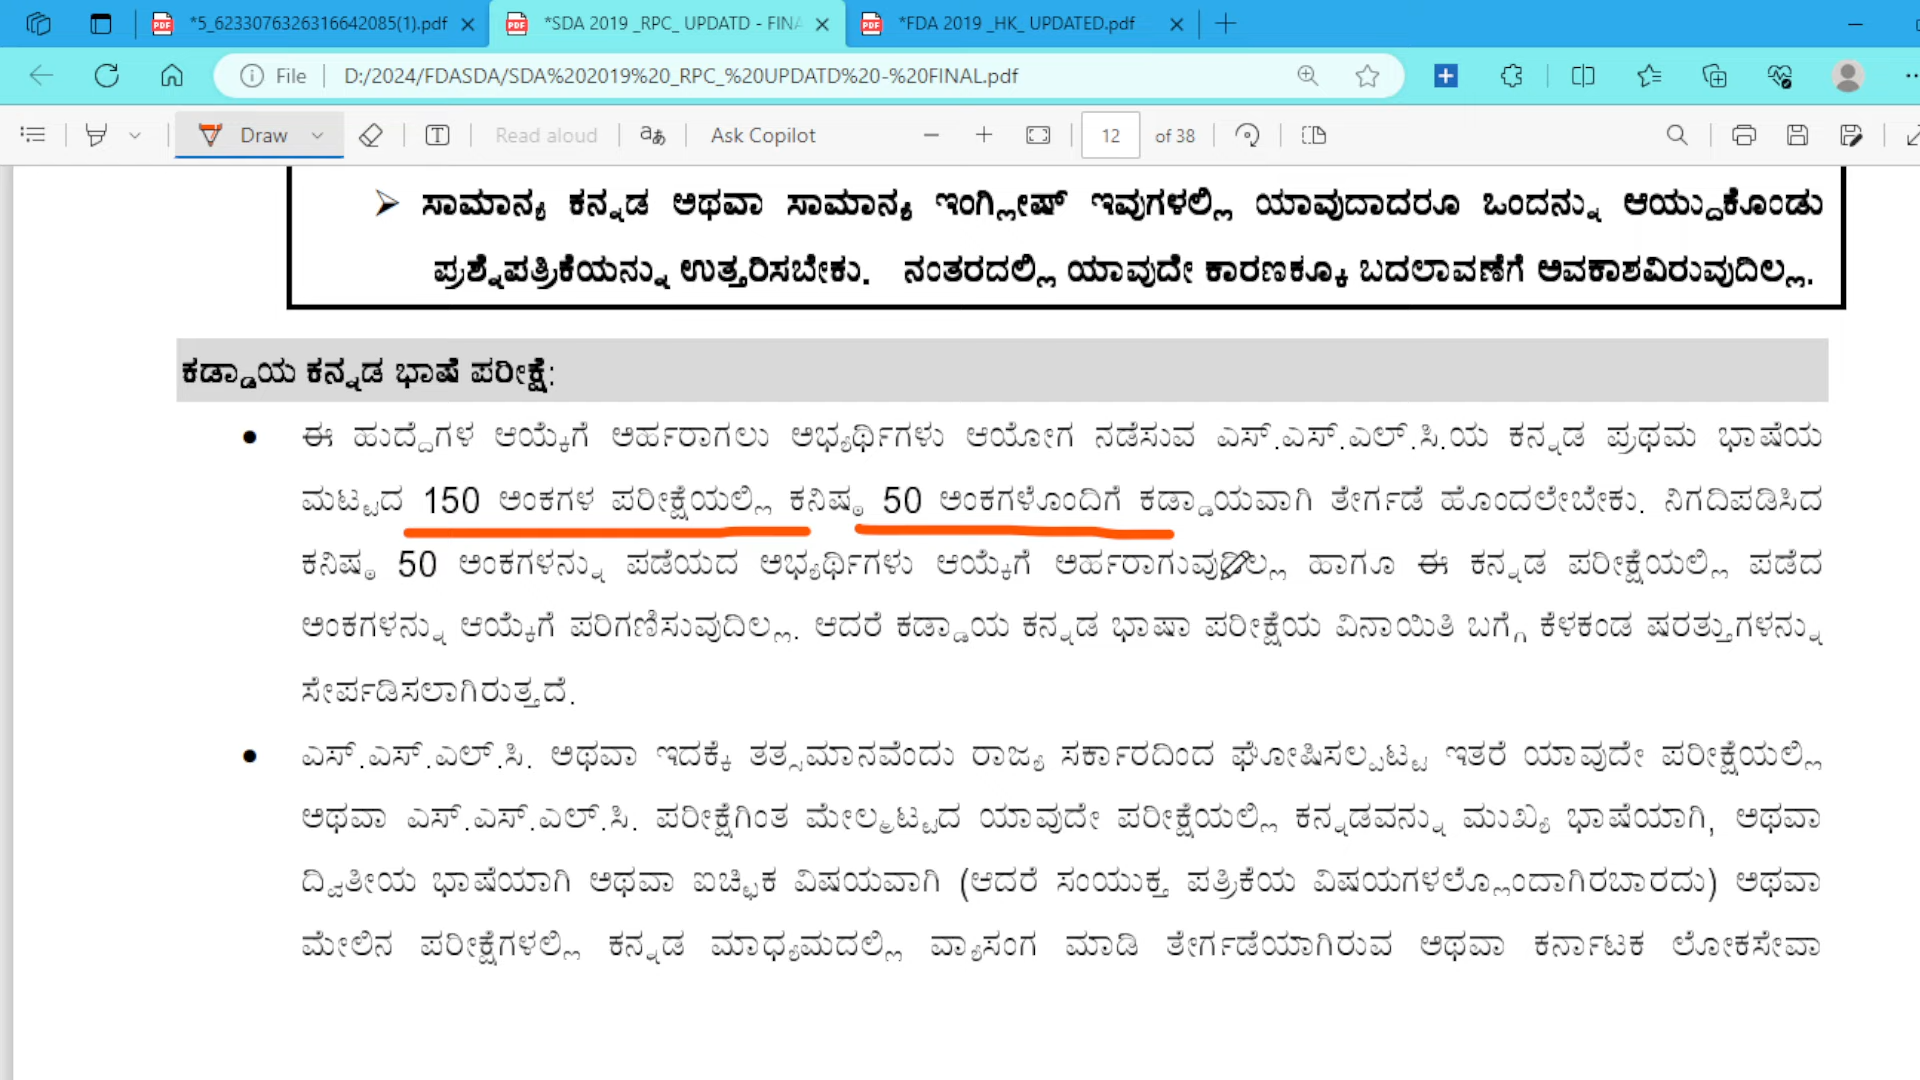 *5_6233076326316642085(1).pdf
*SDA 2019 _RPC_ UPDATD - FINA
*FDA 2019 _HK_ UPDATED.pdf
File D:/2024/FDASDA/SDA%202019%20_RPC_%20UPDATD%20-%20FINAL.pdf
Draw Read aloud Ask Copilot 12 of 38
➤ ಸಾಮಾನ್ಯ ಕನ್ನಡ ಅಥವಾ ಸಾಮಾನ್ಯ ಇಂಗ್ಲೀಷ್ ಇವುಗಳಲ್ಲಿ ಯಾವುದಾದರೂ ಒಂದನ್ನು ಆಯ್ದುಕೊಂಡು
ಪ್ರಶ್ನೆಪತ್ರಿಕೆಯನ್ನು ಉತ್ತರಿಸಬೇಕು. ನಂತರದಲ್ಲಿ ಯಾವುದೇ ಕಾರಣಕ್ಕೂ ಬದಲಾವಣೆಗೆ ಅವಕಾಶವಿರುವುದಿಲ್ಲ.
ಕಡ್ಡಾಯ ಕನ್ನಡ ಭಾಷೆ ಪರೀಕ್ಷೆ:
● ಈ ಹುದ್ದೆಗಳ ಆಯ್ಕೆಗೆ ಅರ್ಹರಾಗಲು ಅಭ್ಯರ್ಥಿಗಳು ಆಯೋಗ ನಡೆಸುವ ಎಸ್.ಎಸ್.ಎಲ್.ಸಿ.ಯ ಕನ್ನಡ ಪ್ರಥಮ ಭಾಷೆಯ
ಮಟ್ಟದ 150 ಅಂಕಗಳ ಪರೀಕ್ಷೆಯಲ್ಲಿ ಕನಿಷ್ಠ 50 ಅಂಕಗಳೊಂದಿಗೆ ಕಡ್ಡಾಯವಾಗಿ ತೇರ್ಗಡೆ ಹೊಂದಲೇಬೇಕು. ನಿಗದಿಪಡಿಸಿದ
ಕನಿಷ್ಠ 50 ಅಂಕಗಳನ್ನು ಪಡೆಯದ ಅಭ್ಯರ್ಥಿಗಳು ಆಯ್ಕೆಗೆ ಅರ್ಹರಾಗುವುದಿಲ್ಲ ಹಾಗೂ ಈ ಕನ್ನಡ ಪರೀಕ್ಷೆಯಲ್ಲಿ ಪಡೆದ
ಅಂಕಗಳನ್ನು ಆಯ್ಕೆಗೆ ಪರಿಗಣಿಸುವುದಿಲ್ಲ. ಆದರೆ ಕಡ್ಡಾಯ ಕನ್ನಡ ಭಾಷಾ ಪರೀಕ್ಷೆಯ ವಿನಾಯಿತಿ ಬಗ್ಗೆ ಕೆಳಕಂಡ ಷರತ್ತುಗಳನ್ನು
ಸೇರ್ಪಡಿಸಲಾಗಿರುತ್ತದೆ.
● ಎಸ್.ಎಸ್.ಎಲ್.ಸಿ. ಅಥವಾ ಇದಕ್ಕೆ ತತ್ಸಮಾನವೆಂದು ರಾಜ್ಯ ಸರ್ಕಾರದಿಂದ ಘೋಷಿಸಲ್ಪಟ್ಟ ಇತರೆ ಯಾವುದೇ ಪರೀಕ್ಷೆಯಲ್ಲಿ
ಅಥವಾ ಎಸ್.ಎಸ್.ಎಲ್.ಸಿ. ಪರೀಕ್ಷೆಗಿಂತ ಮೇಲ್ಮಟ್ಟದ ಯಾವುದೇ ಪರೀಕ್ಷೆಯಲ್ಲಿ ಕನ್ನಡವನ್ನು ಮುಖ್ಯ ಭಾಷೆಯಾಗಿ, ಅಥವಾ
ದ್ವಿತೀಯ ಭಾಷೆಯಾಗಿ ಅಥವಾ ಐಚ್ಛಿಕ ವಿಷಯವಾಗಿ (ಆದರೆ ಸಂಯುಕ್ತ ಪತ್ರಿಕೆಯ ವಿಷಯಗಳಲ್ಲೊಂದಾಗಿರಬಾರದು) ಅಥವಾ
ಮೇಲಿನ ಪರೀಕ್ಷೆಗಳಲ್ಲಿ ಕನ್ನಡ ಮಾಧ್ಯಮದಲ್ಲಿ ವ್ಯಾಸಂಗ ಮಾಡಿ ತೇರ್ಗಡೆಯಾಗಿರುವ ಅಥವಾ ಕರ್ನಾಟಕ ಲೋಕಸೇವಾ